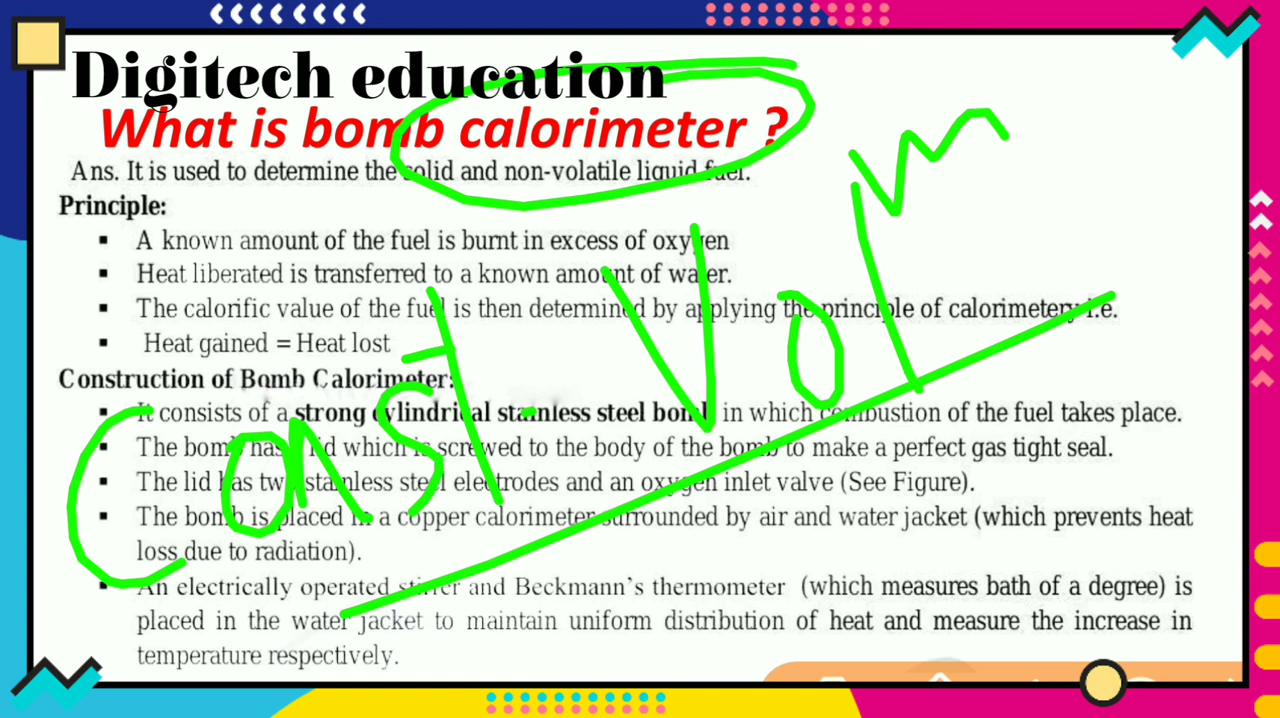 Digitech education
What is bomb calorimeter ?
Ans. It is used to determine the solid and non-volatile liquid fuel.
Principle:
▪ A known amount of the fuel is burnt in excess of oxygen
▪ Heat liberated is transferred to a known amount of water.
▪ The calorific value of the fuel is then determined by applying the principle of calorimetery i.e.
▪ Heat gained = Heat lost
Construction of Bomb Calorimeter:
▪ It consists of a strong cylindrical stainless steel bomb in which combustion of the fuel takes place.
▪ The bomb has a lid which is screwed to the body of the bomb to make a perfect gas tight seal.
▪ The lid has two stainless steel electrodes and an oxygen inlet valve (See Figure).
▪ The bomb is placed in a copper calorimeter surrounded by air and water jacket (which prevents heat
loss due to radiation).
▪ An electrically operated stirrer and Beckmann's thermometer (which measures bath of a degree) is
placed in the water jacket to maintain uniform distribution of heat and measure the increase in
temperature respectively.
Const Volm